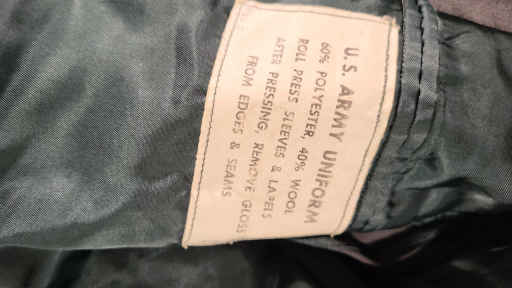 U.S. ARMY UNIFORM
60% POLYESTER, 40% WOOL
ROLL PRESS SLEEVES & LAPELS
AFTER PRESSING, REMOVE GLOSS
FROM EDGES & SEAMS